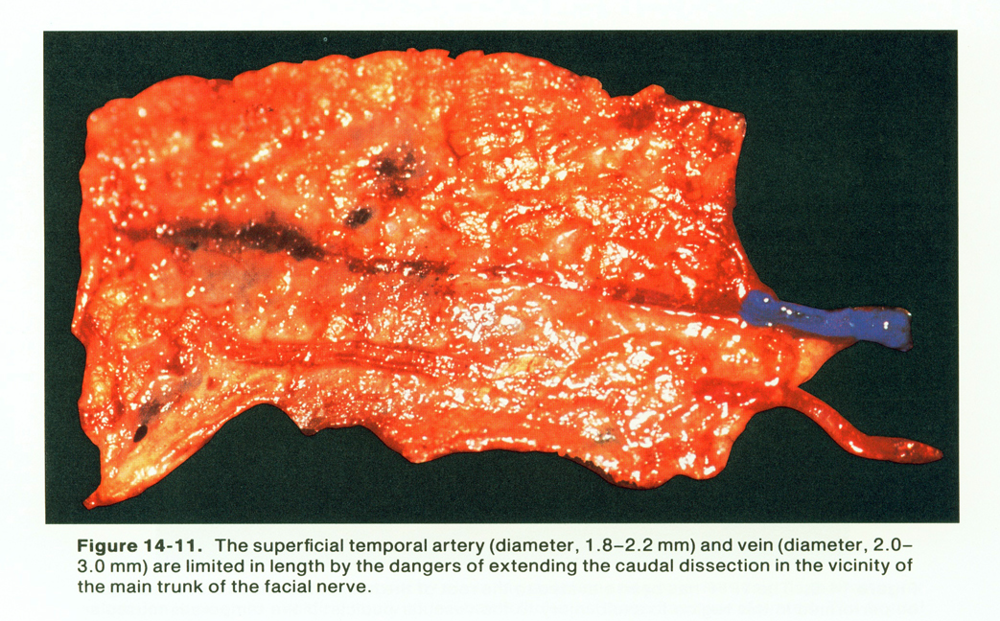 Figure 14-11. The superficial temporal artery (diameter, 1.8–2.2 mm) and vein (diameter, 2.0–
3.0 mm) are limited in length by the dangers of extending the caudal dissection in the vicinity of
the main trunk of the facial nerve.